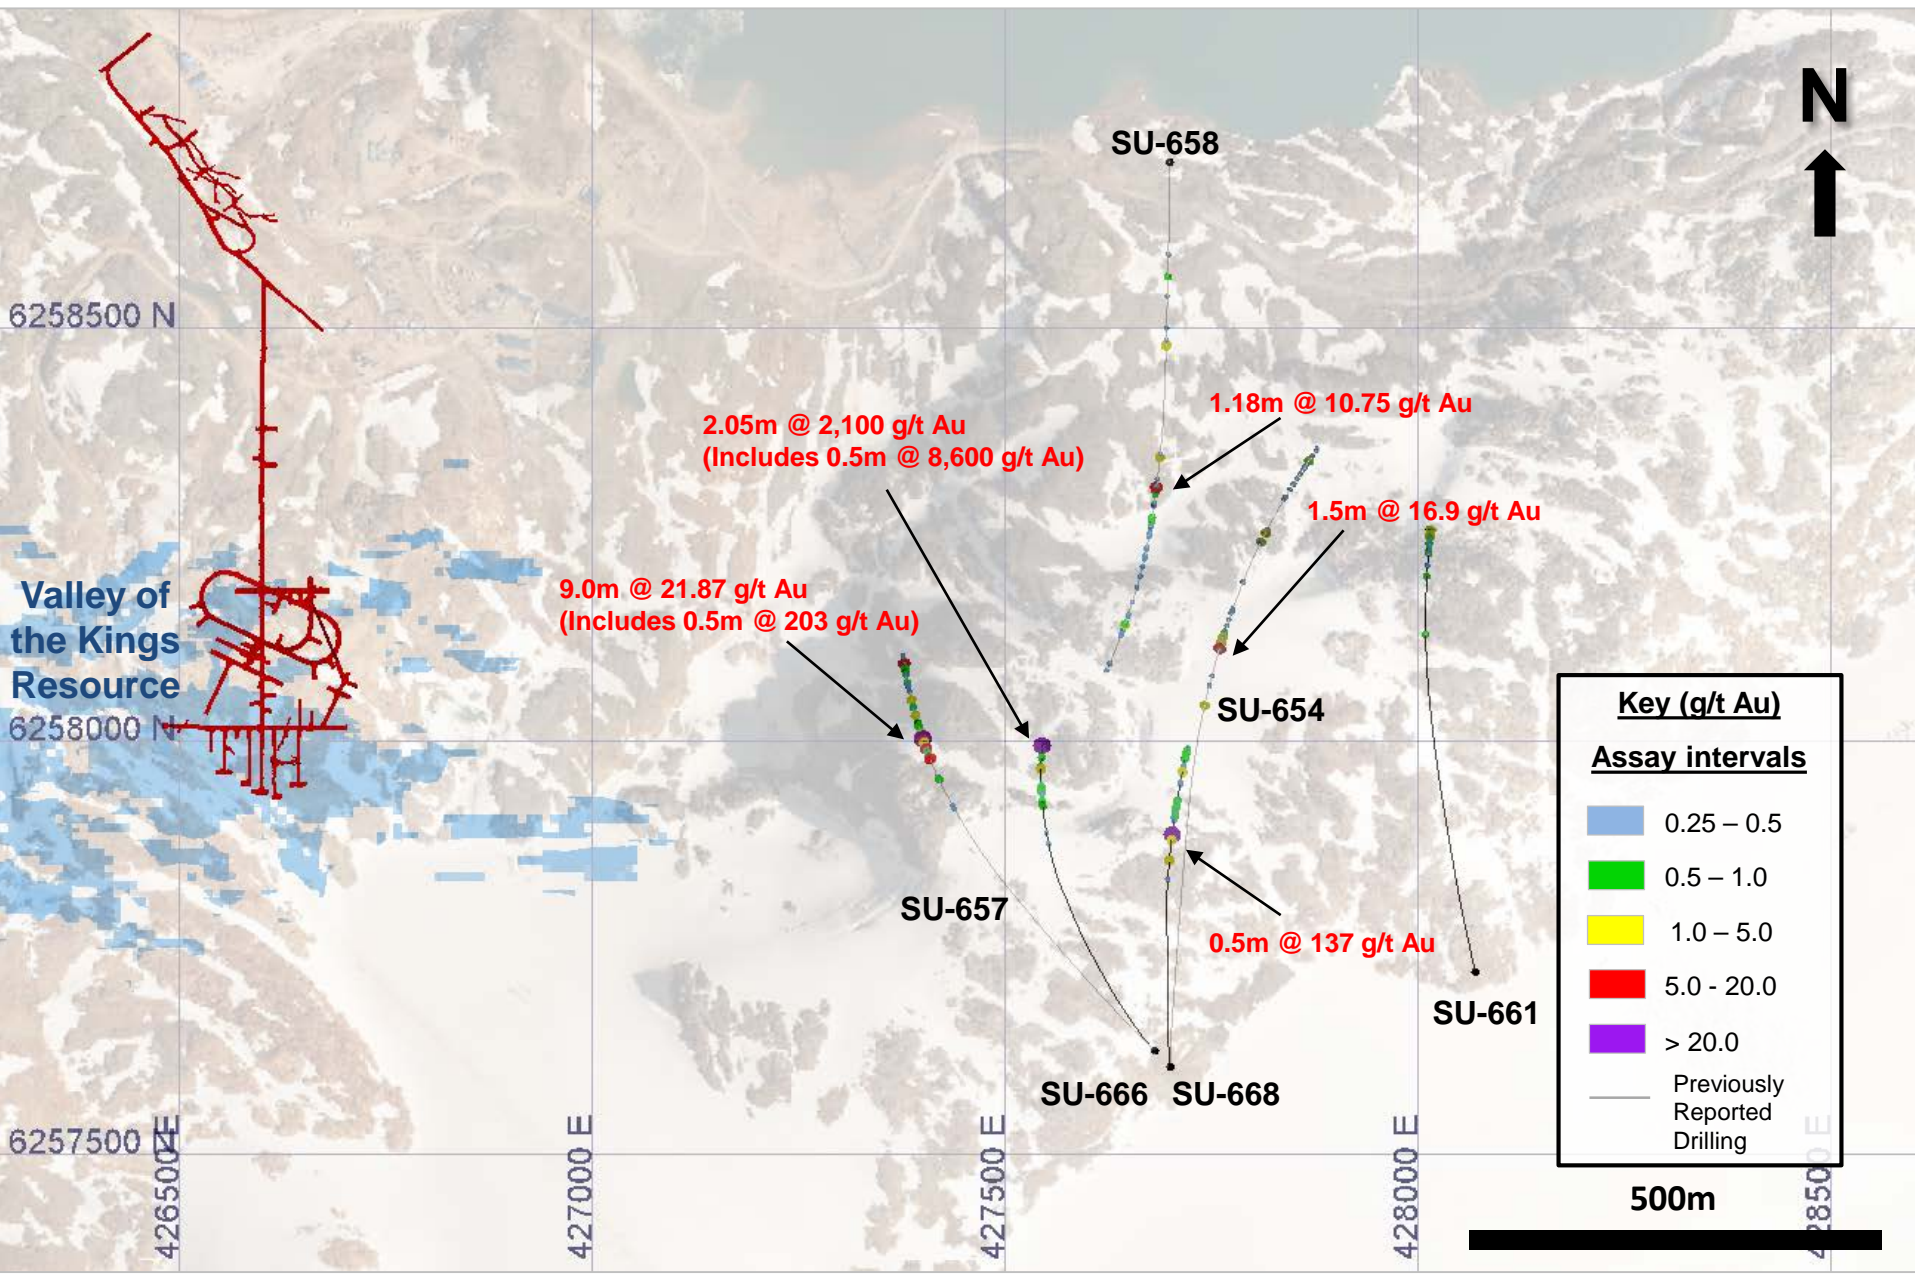 N
SU-658
6258500 N
1.18m @ 10.75 g/t Au
2.05m @ 2,100 g/t Au
(Includes 0.5m @ 8,600 g/t Au)
1.5m @ 16.9 g/t Au
9.0m @ 21.87 g/t Au
(Includes 0.5m @ 203 g/t Au)
Valley of
the Kings
Resource
6258000 N
SU-654
SU-657
0.5m @ 137 g/t Au
SU-661
SU-666
SU-668
Key (g/t Au)
Assay intervals
0.25 – 0.5
0.5 – 1.0
1.0 – 5.0
5.0 - 20.0
> 20.0
Previously
Reported
Drilling
6257500 N
426500 E
427000 E
427500 E
428000 E
428500 E
500m